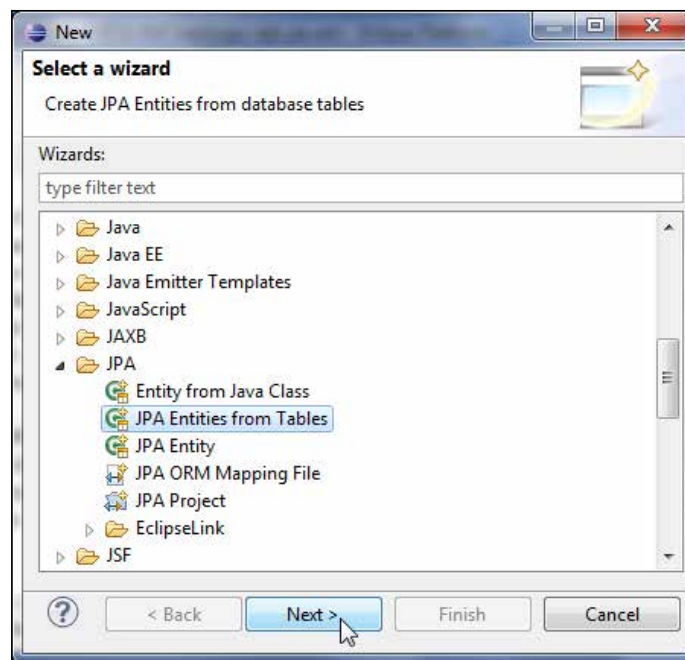 New
Select a wizard
Create JPA Entities from database tables
Wizards:
type filter text
Java
Java EE
Java Emitter Templates
JavaScript
JAXB
JPA
Entity from Java Class
JPA Entities from Tables
JPA Entity
JPA ORM Mapping File
JPA Project
EclipseLink
JSF
? < Back Next > Finish Cancel